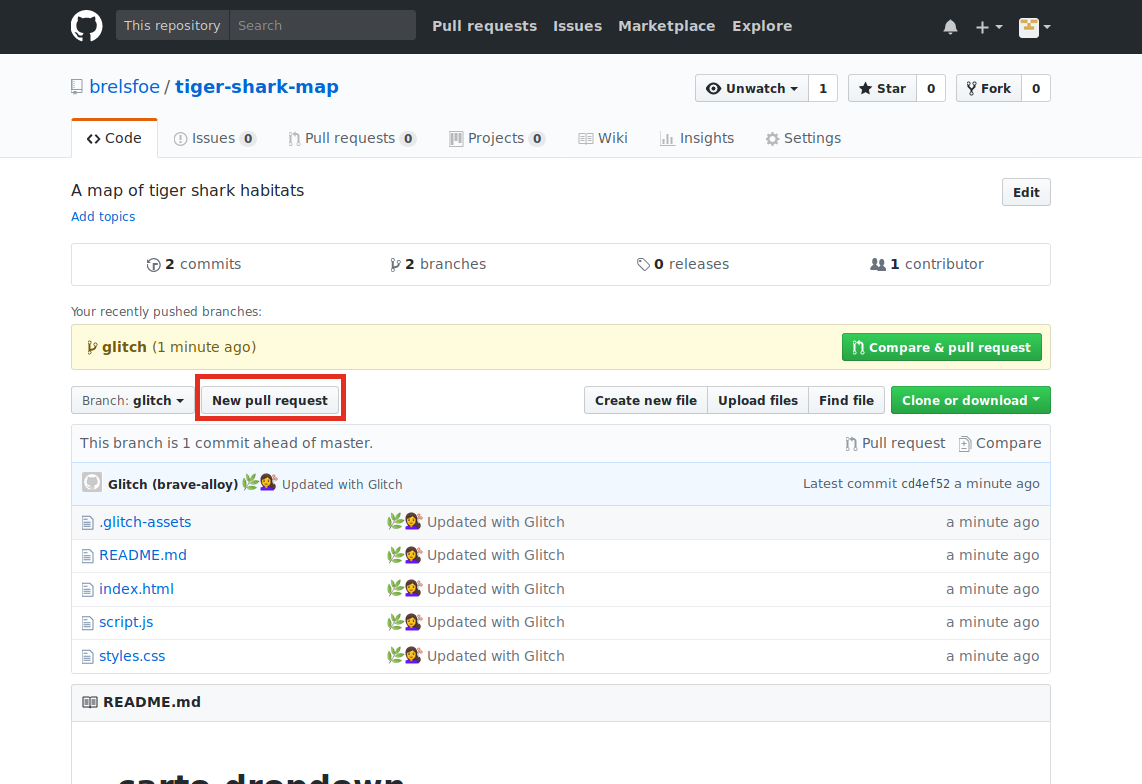 This repository Search Pull requests Issues Marketplace Explore
brelsfoe / tiger-shark-map Unwatch 1 Star 0 Fork 0
Code Issues 0 Pull requests 0 Projects 0 Wiki Insights Settings
A map of tiger shark habitats Edit
Add topics
2 commits 2 branches 0 releases 1 contributor
Your recently pushed branches:
glitch (1 minute ago) Compare & pull request
Branch: glitch New pull request Create new file Upload files Find file Clone or download
This branch is 1 commit ahead of master. Pull request Compare
Glitch (brave-alloy) 🌿💇‍♀️ Updated with Glitch Latest commit cd4ef52 a minute ago
.glitch-assets 🌿💇‍♀️ Updated with Glitch a minute ago
README.md 🌿💇‍♀️ Updated with Glitch a minute ago
index.html 🌿💇‍♀️ Updated with Glitch a minute ago
script.js 🌿💇‍♀️ Updated with Glitch a minute ago
styles.css 🌿💇‍♀️ Updated with Glitch a minute ago
README.md
carto-dropdown